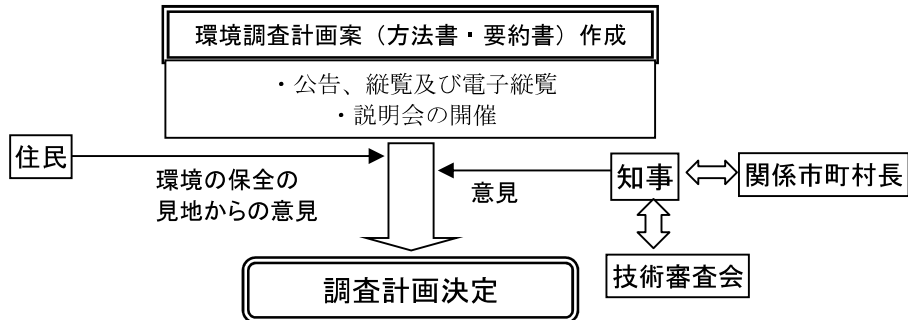 環境調査計画案（方法書・要約書）作成
・公告、縦覧及び電子縦覧
・説明会の開催
住民
環境の保全の
見地からの意見
意見
知事
関係市町村長
技術審査会
調査計画決定